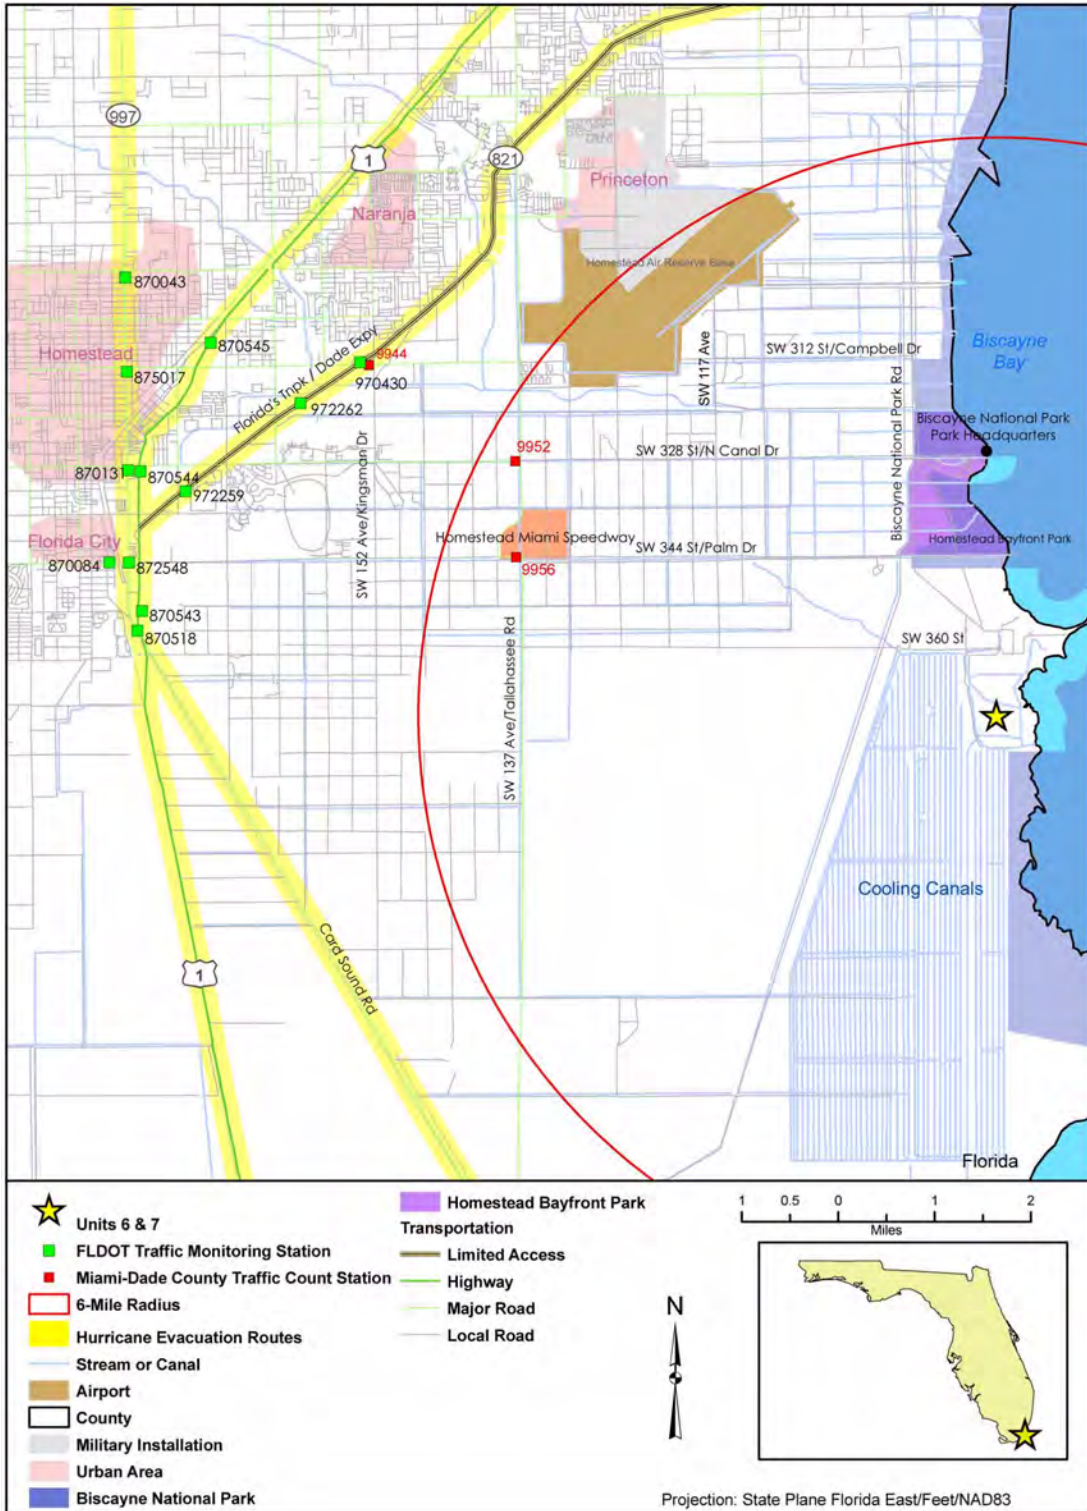 997
1
821
Princeton
Naranja
870043
Homestead Air Reserve Base
Biscayne
Bay
870545
SW 312 St/Campbell Dr
Homestead
9944
970430
875017
SW 117 Ave
Florida's Tnpk / Dade Expy
972262
Biscayne National Park Rd
Biscayne National Park
Park Headquarters
9952
SW 328 St/N Canal Dr
870131
870544
972259
SW 152 Ave/Kingsman Dr
Florida City
Homestead Miami Speedway
SW 344 St/Palm Dr
Homestead Bayfront Park
870084
872548
9956
870543
870518
SW 360 St
SW 137 Ave/Tallahassee Rd
Cooling Canals
Card Sound Rd
1
Florida
Units 6 & 7
FLDOT Traffic Monitoring Station
Miami-Dade County Traffic Count Station
6-Mile Radius
Hurricane Evacuation Routes
Stream or Canal
Airport
County
Military Installation
Urban Area
Biscayne National Park
Homestead Bayfront Park
Transportation
Limited Access
Highway
Major Road
Local Road
1 0.5 0 1 2
Miles
N
Projection: State Plane Florida East/Feet/NAD83